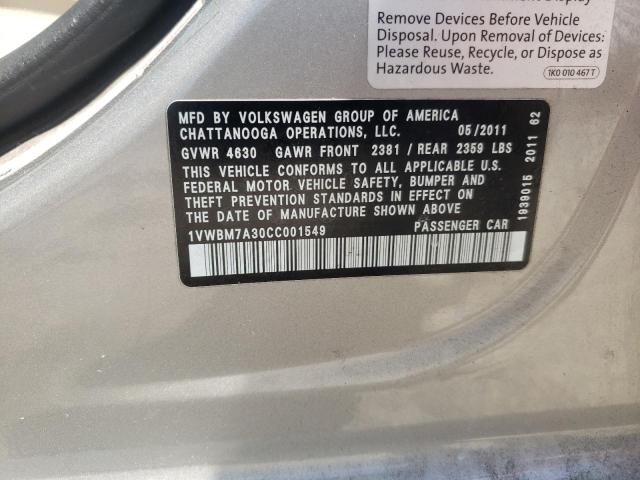 Remove Devices Before Vehicle
Disposal. Upon Removal of Devices:
Please Reuse, Recycle, or Dispose as
Hazardous Waste.
1K0 010 467 T
MFD BY VOLKSWAGEN GROUP OF AMERICA
CHATTANOOGA OPERATIONS, LLC. 05/2011
GVWR 4630 GAWR FRONT 2381 / REAR 2359 LBS
THIS VEHICLE CONFORMS TO ALL APPLICABLE U.S.
FEDERAL MOTOR VEHICLE SAFETY, BUMPER AND
THEFT PREVENTION STANDARDS IN EFFECT ON
THE DATE OF MANUFACTURE SHOWN ABOVE
1VWBM7A30CC001549 PASSENGER CAR
1939015 2011 62